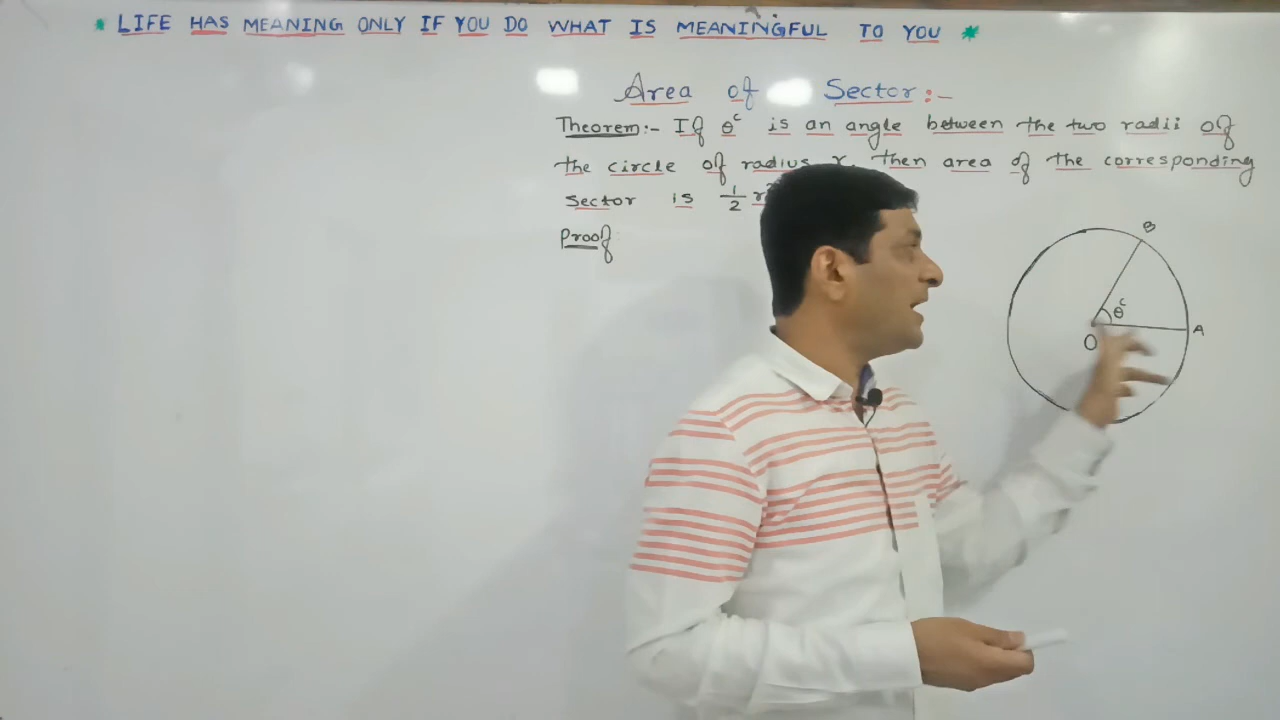 * LIFE HAS MEANING ONLY IF YOU DO WHAT IS MEANINGFUL TO YOU *
Area of Sector:-
Theorem:- If θᶜ is an angle between the two radii of
the circle of radius r, then area of the corresponding
Sector is 1/2 r²
Proof
B
θᶜ
A
O